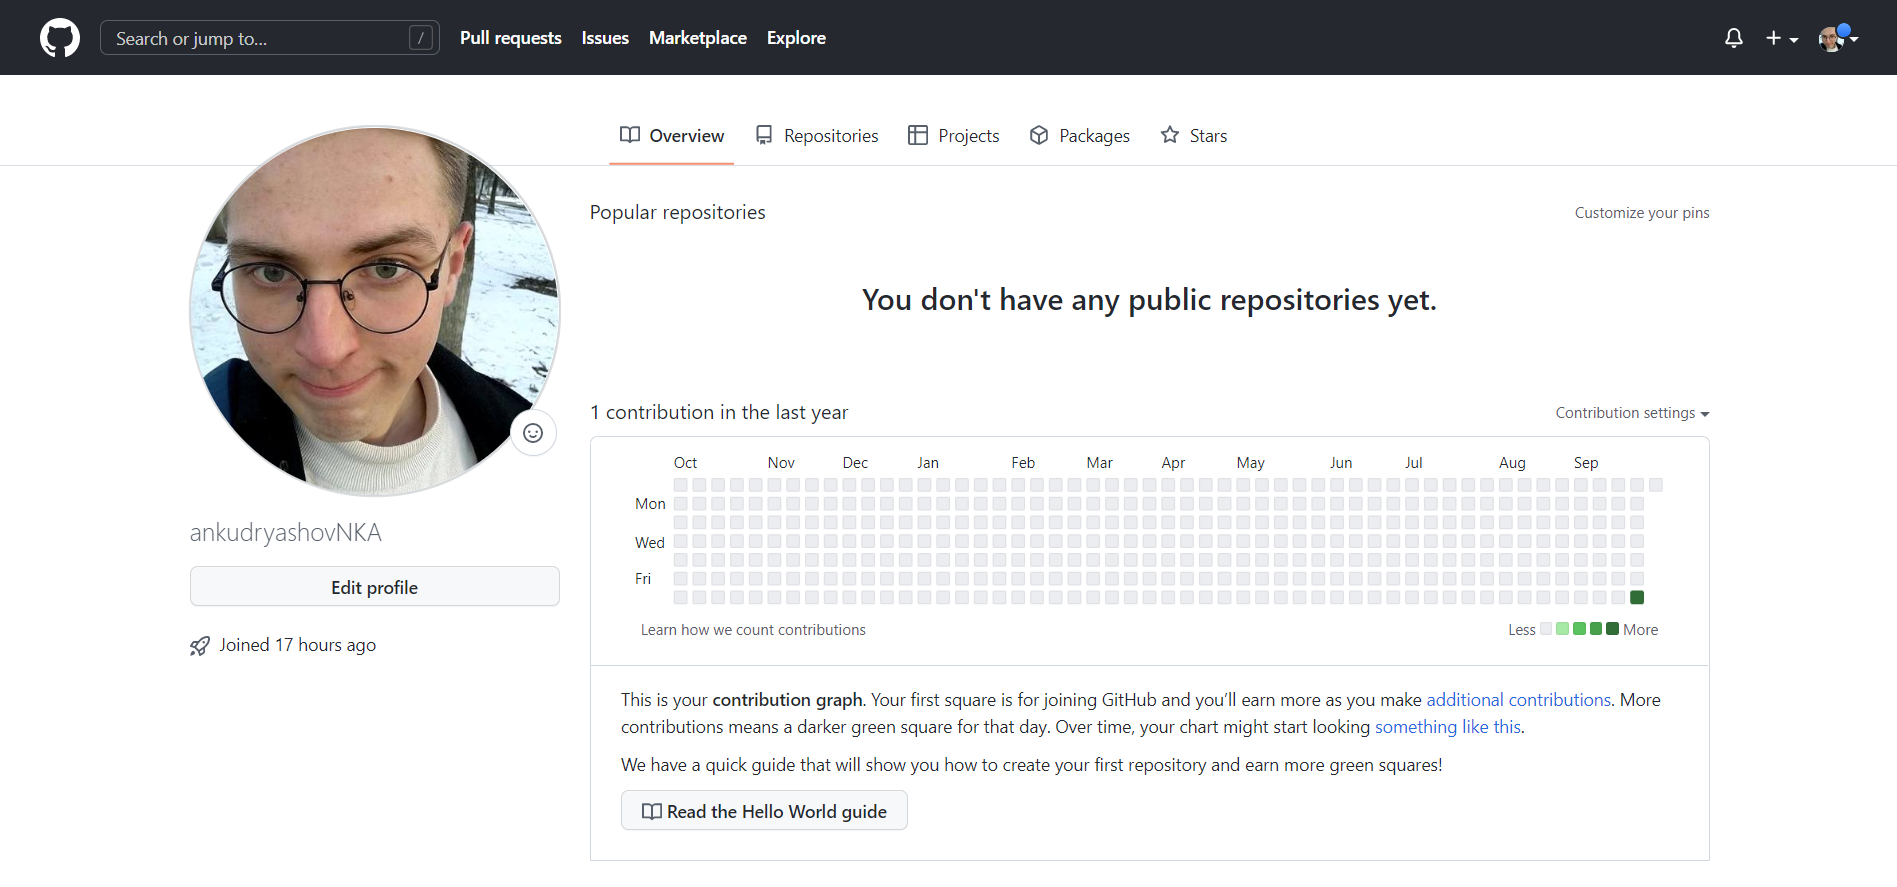 Search or jump to...
/
Pull requests
Issues
Marketplace
Explore
Overview
Repositories
Projects
Packages
Stars
Popular repositories
Customize your pins
You don't have any public repositories yet.
ankudryashovNKA
Edit profile
Joined 17 hours ago
1 contribution in the last year
Contribution settings
Oct Nov Dec Jan Feb Mar Apr May Jun Jul Aug Sep
Mon
Wed
Fri
Learn how we count contributions
Less More
This is your contribution graph. Your first square is for joining GitHub and you’ll earn more as you make additional contributions. More
contributions means a darker green square for that day. Over time, your chart might start looking something like this.
We have a quick guide that will show you how to create your first repository and earn more green squares!
Read the Hello World guide